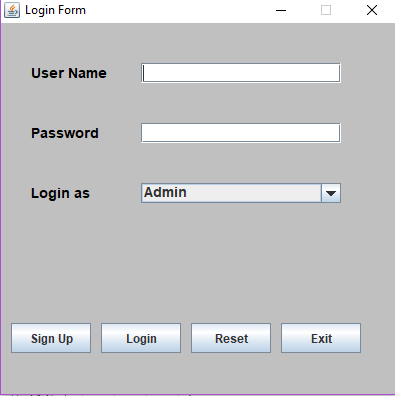 Login Form
User Name
Password
Login as Admin
Sign Up Login Reset Exit